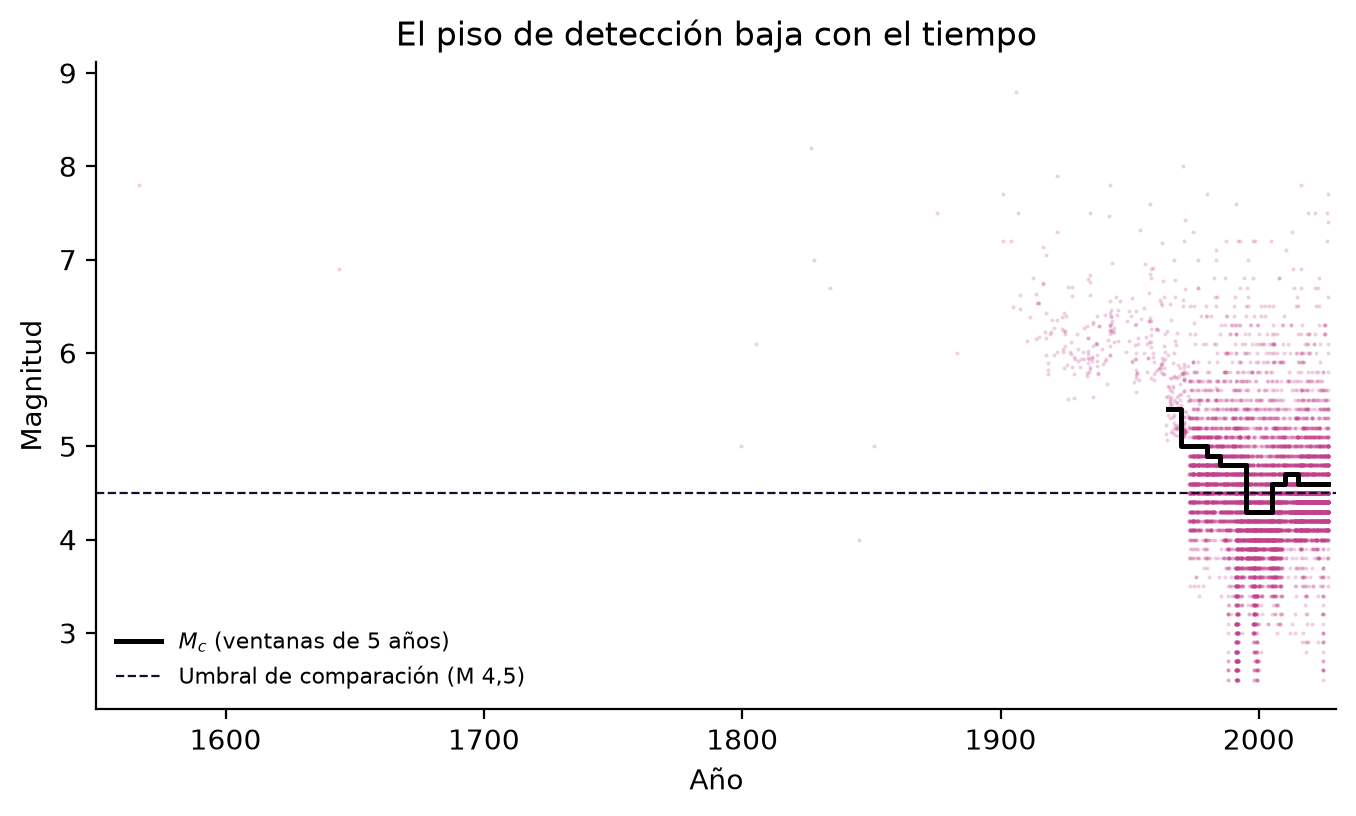 El piso de detección baja con el tiempo
Magnitud
9
8
7
6
5
4
3
M_c (ventanas de 5 años)
Umbral de comparación (M 4,5)
1600 1700 1800 1900 2000
Año